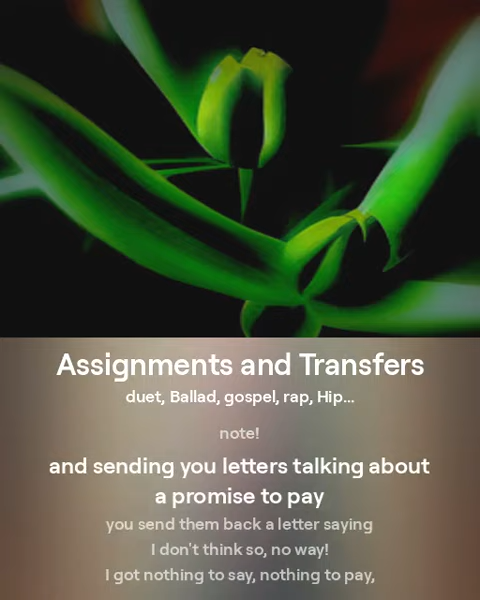 Assignments and Transfers
duet, Ballad, gospel, rap, Hip...
note!
and sending you letters talking about
a promise to pay
you send them back a letter saying
I don't think so, no way!
I got nothing to say, nothing to pay,